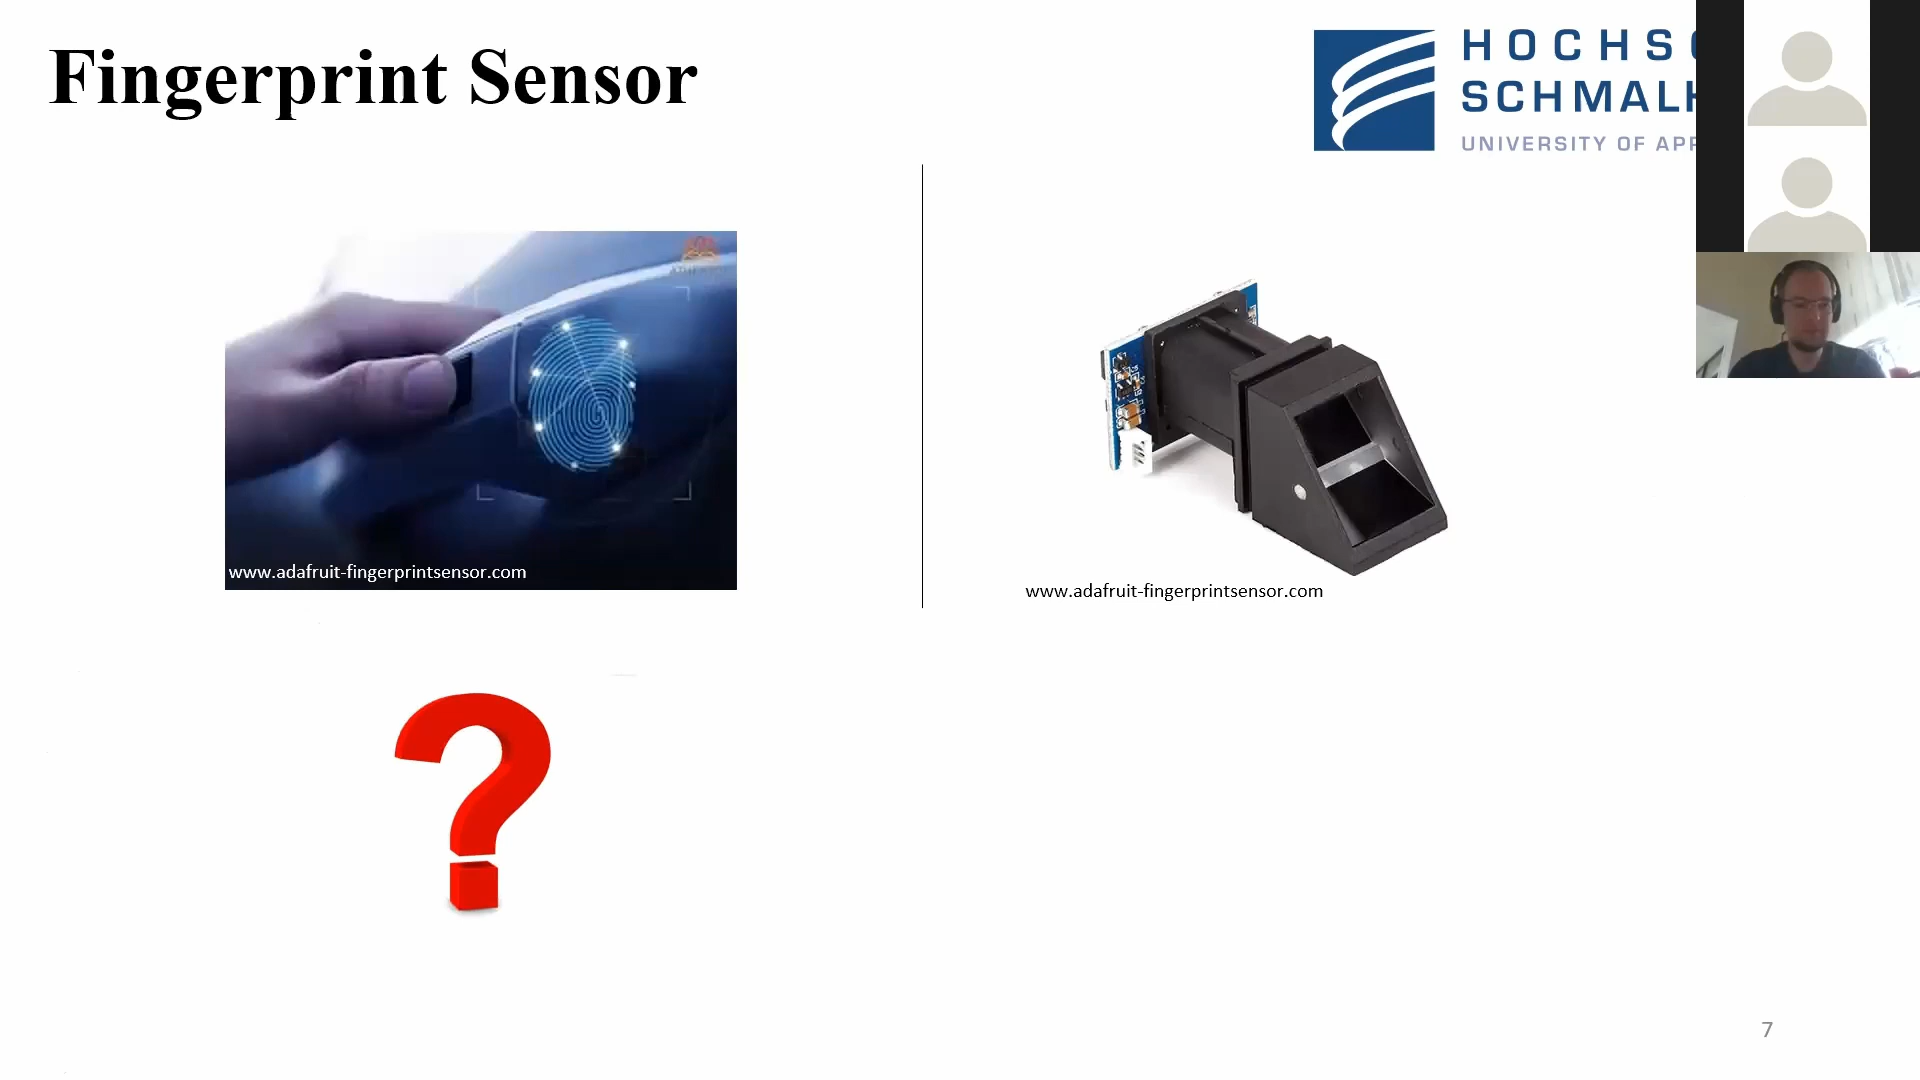 Fingerprint Sensor
HOCHSC
SCHMALK
UNIVERSITY OF APP
www.adafruit-fingerprintsensor.com
www.adafruit-fingerprintsensor.com
7